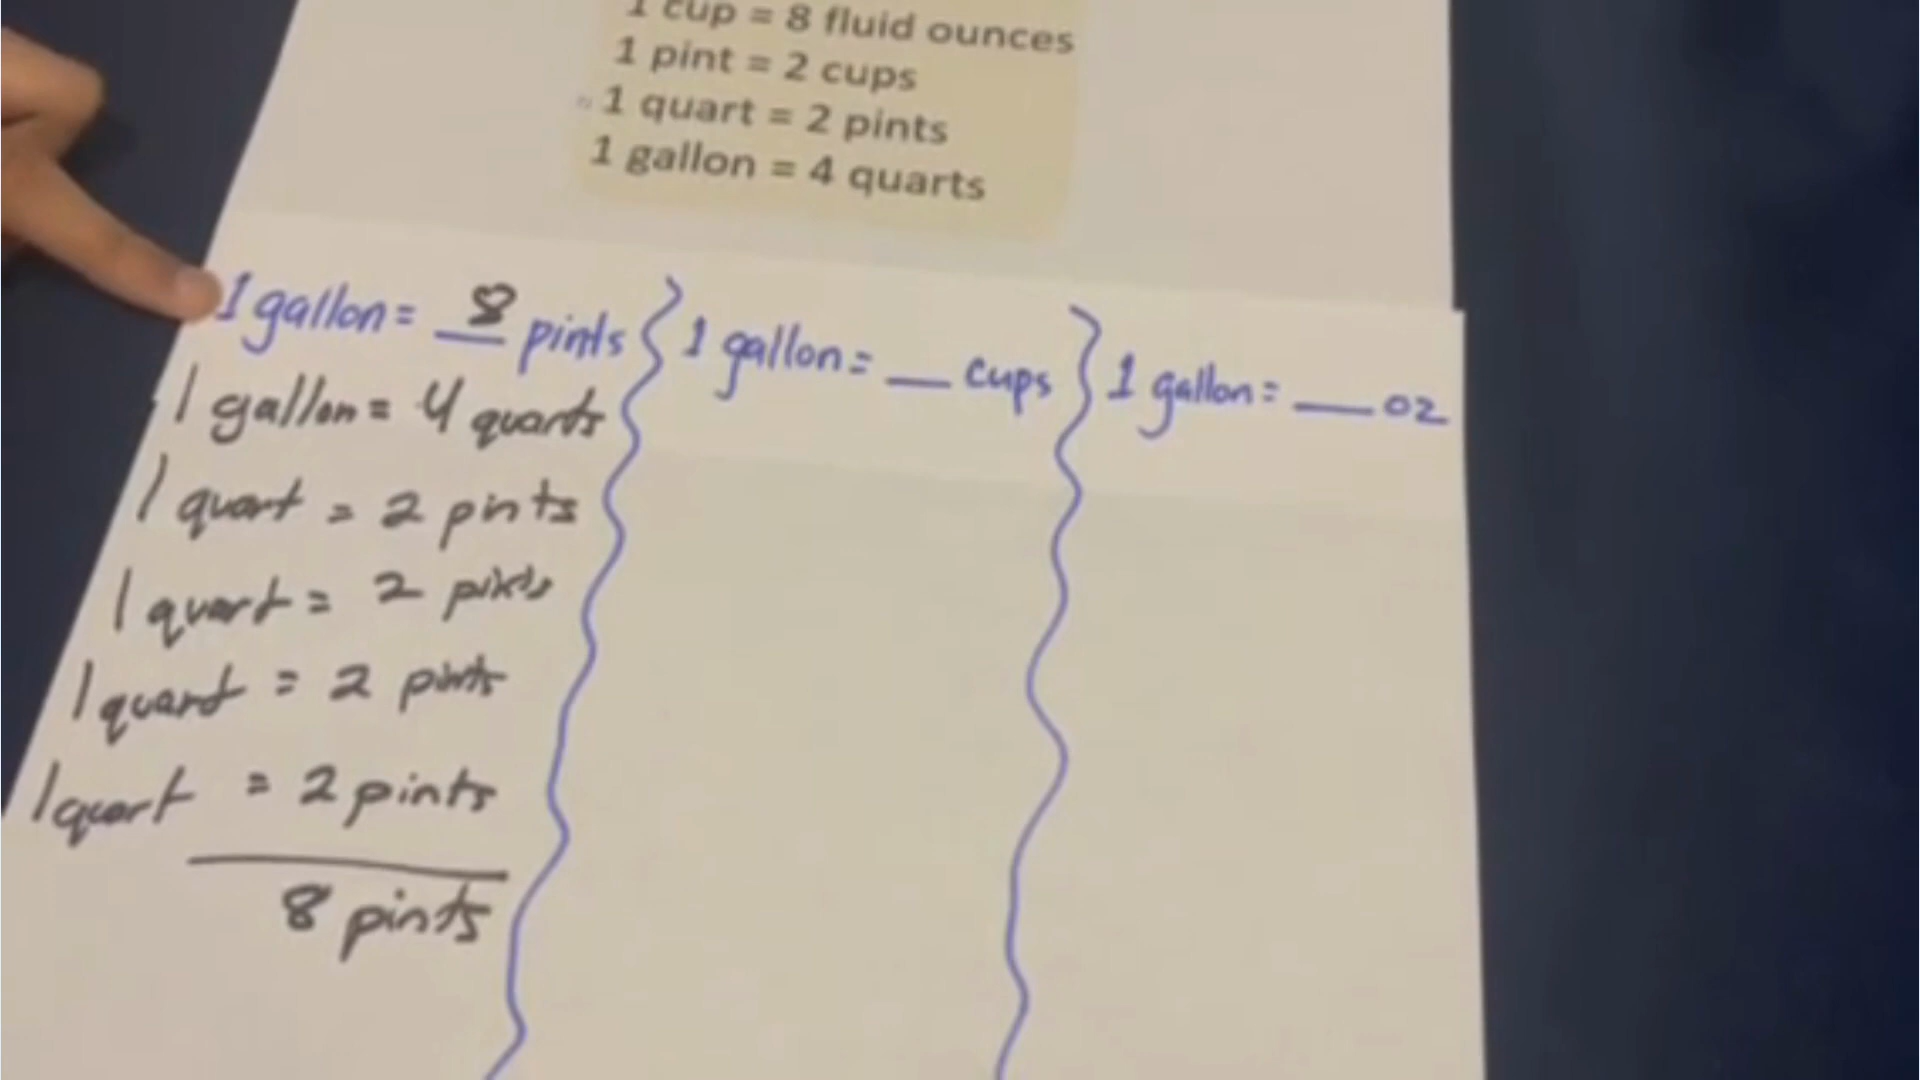 1 cup = 8 fluid ounces
1 pint = 2 cups
1 quart = 2 pints
1 gallon = 4 quarts
1 gallon = 8 pints
1 gallon = 4 quarts
1 quart = 2 pints
1 quart = 2 pints
1 quart = 2 pints
1 quart = 2 pints
8 pints
1 gallon = __ cups
1 gallon = __ oz